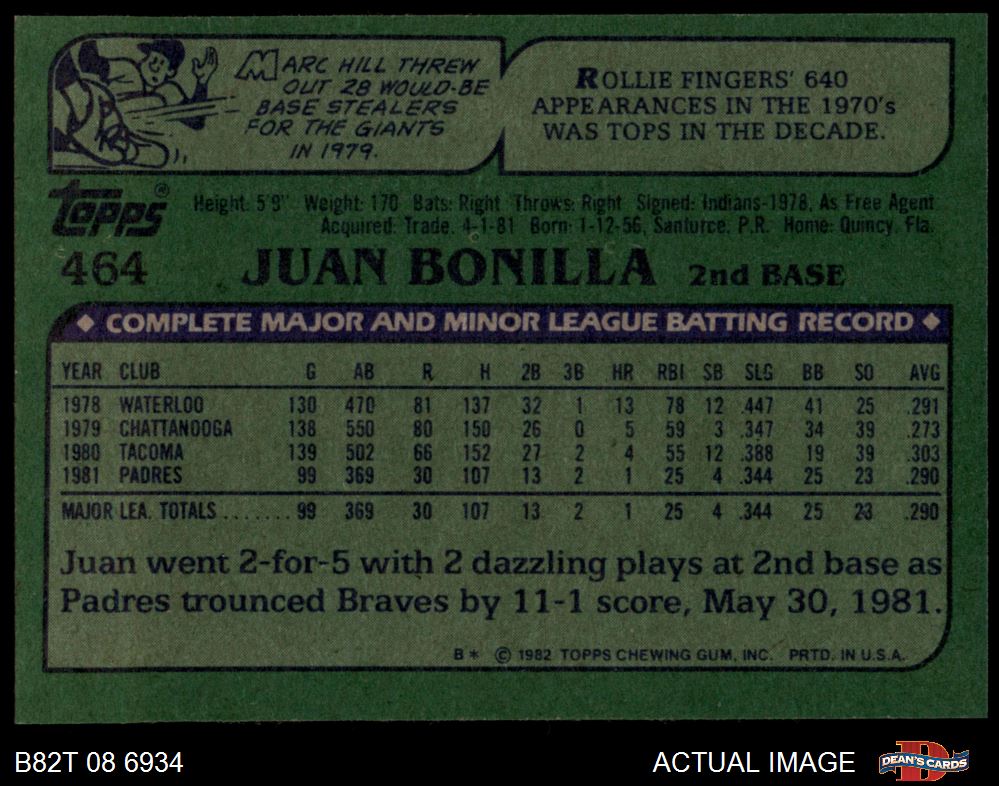 MARC HILL THREW
OUT 28 WOULD-BE
BASE STEALERS
FOR THE GIANTS
IN 1979.
ROLLIE FINGERS' 640
APPEARANCES IN THE 1970's
WAS TOPS IN THE DECADE.
Topps®
Height: 5'9" Weight: 170 Bats: Right Throws: Right Signed: Indians-1978, As Free Agent
Acquired: Trade, 4-1-81 Born: 1-12-56, Santurce, P.R. Home: Quincy, Fla.
464 JUAN BONILLA 2nd BASE
◆ COMPLETE MAJOR AND MINOR LEAGUE BATTING RECORD ◆
YEAR CLUB G AB R H 2B 3B HR RBI SB SLG BB SO AVG
1978 WATERLOO 130 470 81 137 32 1 13 78 12 .447 41 25 .291
1979 CHATTANOOGA 138 550 80 150 26 0 5 59 3 .347 34 39 .273
1980 TACOMA 139 502 66 152 27 2 4 55 12 .388 19 39 .303
1981 PADRES 99 369 30 107 13 2 1 25 4 .344 25 23 .290
MAJOR LEA. TOTALS....... 99 369 30 107 13 2 1 25 4 .344 25 23 .290
Juan went 2-for-5 with 2 dazzling plays at 2nd base as
Padres trounced Braves by 11-1 score, May 30, 1981.
B* © 1982 TOPPS CHEWING GUM, INC. PRTD. IN U.S.A.
B82T 08 6934
ACTUAL IMAGE
D
DEAN'S CARDS